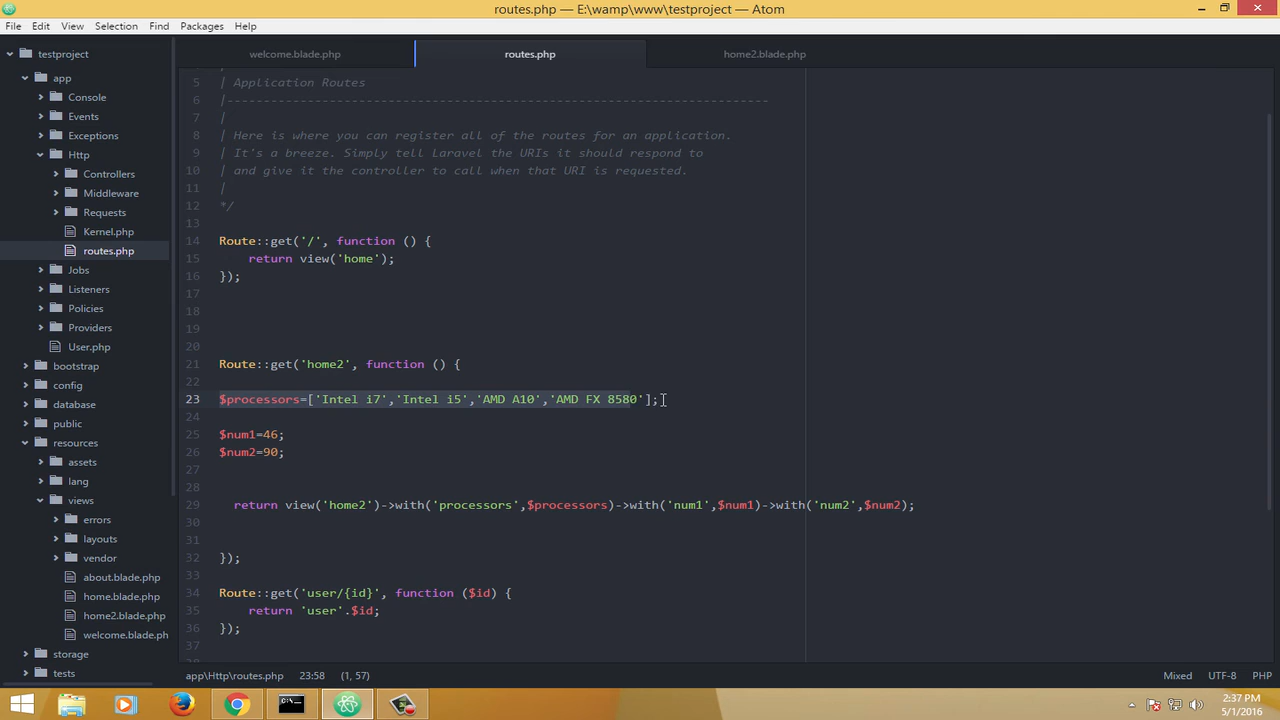 routes.php — E:\wamp\www\testproject — Atom
File Edit View Selection Find Packages Help
testproject
app
Console
Events
Exceptions
Http
Controllers
Middleware
Requests
Kernel.php
routes.php
Jobs
Listeners
Policies
Providers
User.php
bootstrap
config
database
public
resources
assets
lang
views
errors
layouts
vendor
about.blade.php
home.blade.php
home2.blade.php
welcome.blade.ph
storage
tests
welcome.blade.php routes.php home2.blade.php
5 | Application Routes
6 |--------------------------------------------------------------------------
7 |
8 | Here is where you can register all of the routes for an application.
9 | It's a breeze. Simply tell Laravel the URIs it should respond to
10 | and give it the controller to call when that URI is requested.
11 |
12 */
13
14 Route::get('/', function () {
15 return view('home');
16 });
17
18
19
20
21 Route::get('home2', function () {
22
23 $processors=['Intel i7','Intel i5','AMD A10','AMD FX 8580'];
24
25 $num1=46;
26 $num2=90;
27
28
29 return view('home2')->with('processors',$processors)->with('num1',$num1)->with('num2',$num2);
30
31
32 });
33
34 Route::get('user/{id}', function ($id) {
35 return 'user'.$id;
36 });
37
app\Http\routes.php 23:58 (1, 57) Mixed UTF-8 PHP
2:37 PM
5/1/2016